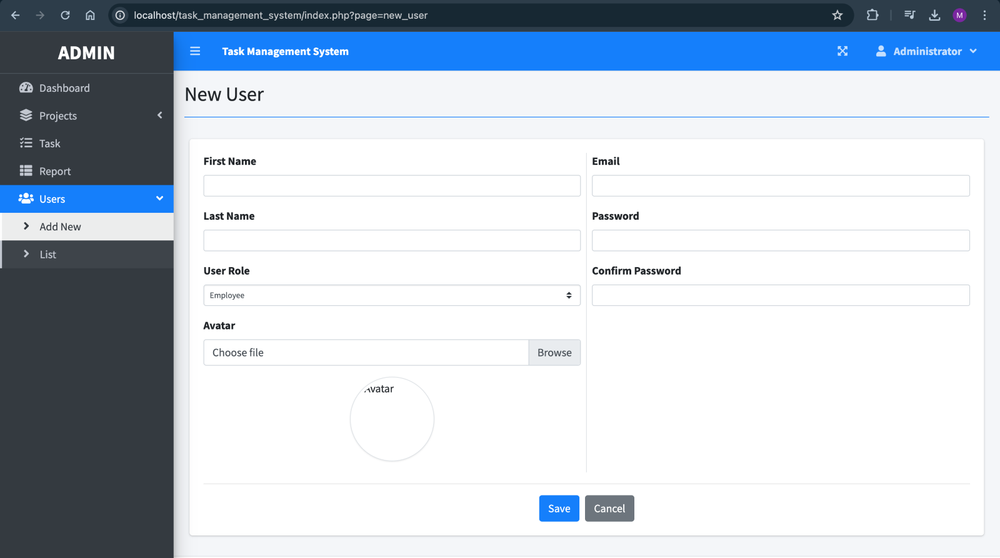 localhost/task_management_system/index.php?page=new_user
M
ADMIN
Task Management System
Administrator
Dashboard
Projects
Task
Report
Users
Add New
List
New User
First Name
Email
Last Name
Password
User Role
Confirm Password
Employee
Avatar
Choose file
Browse
Avatar
Save
Cancel